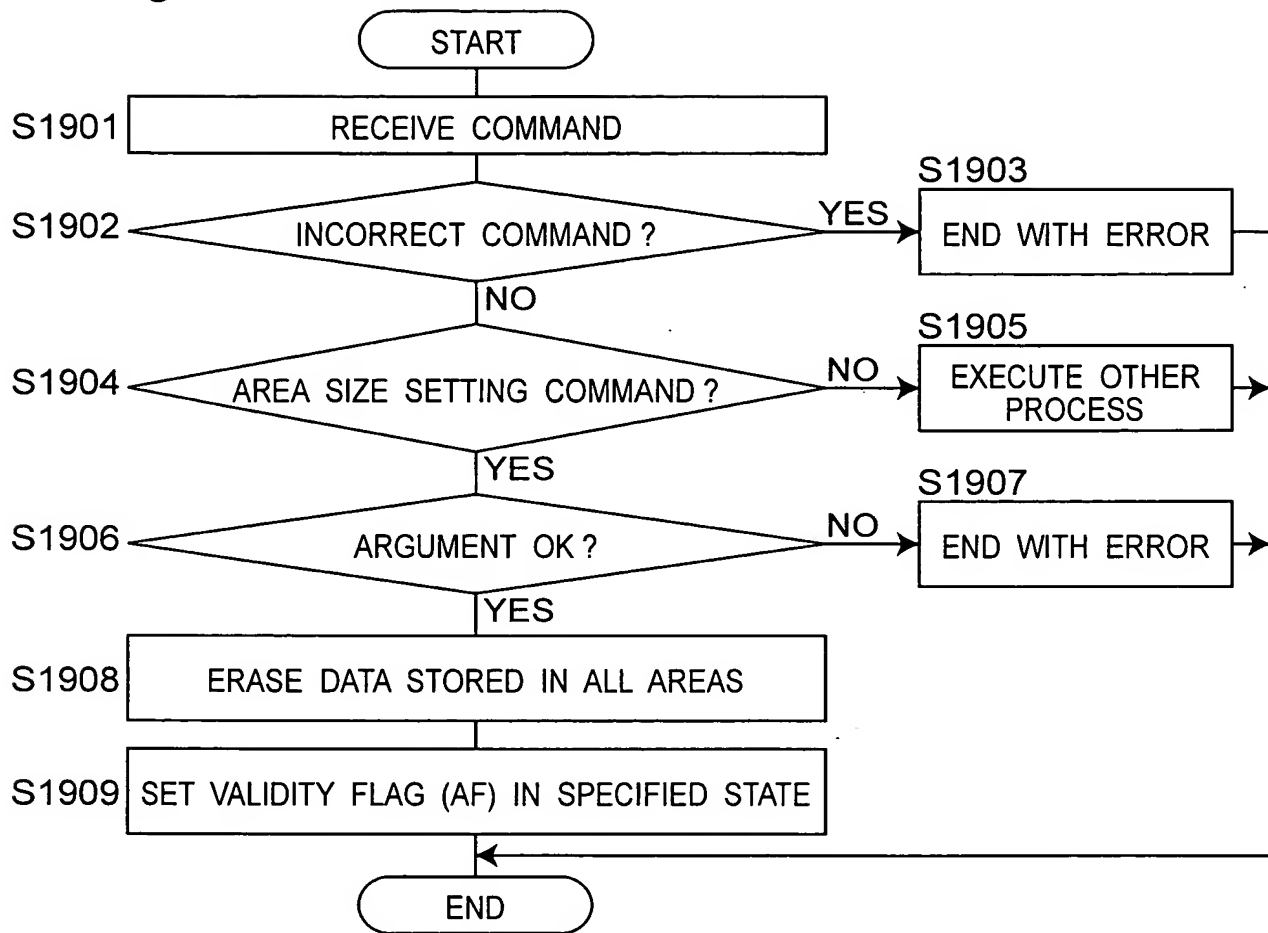 START
S1901
RECEIVE COMMAND
S1902
INCORRECT COMMAND ?
YES
S1903
END WITH ERROR
NO
S1904
AREA SIZE SETTING COMMAND ?
NO
S1905
EXECUTE OTHER
PROCESS
YES
S1906
ARGUMENT OK ?
NO
S1907
END WITH ERROR
YES
S1908
ERASE DATA STORED IN ALL AREAS
S1909
SET VALIDITY FLAG (AF) IN SPECIFIED STATE
END